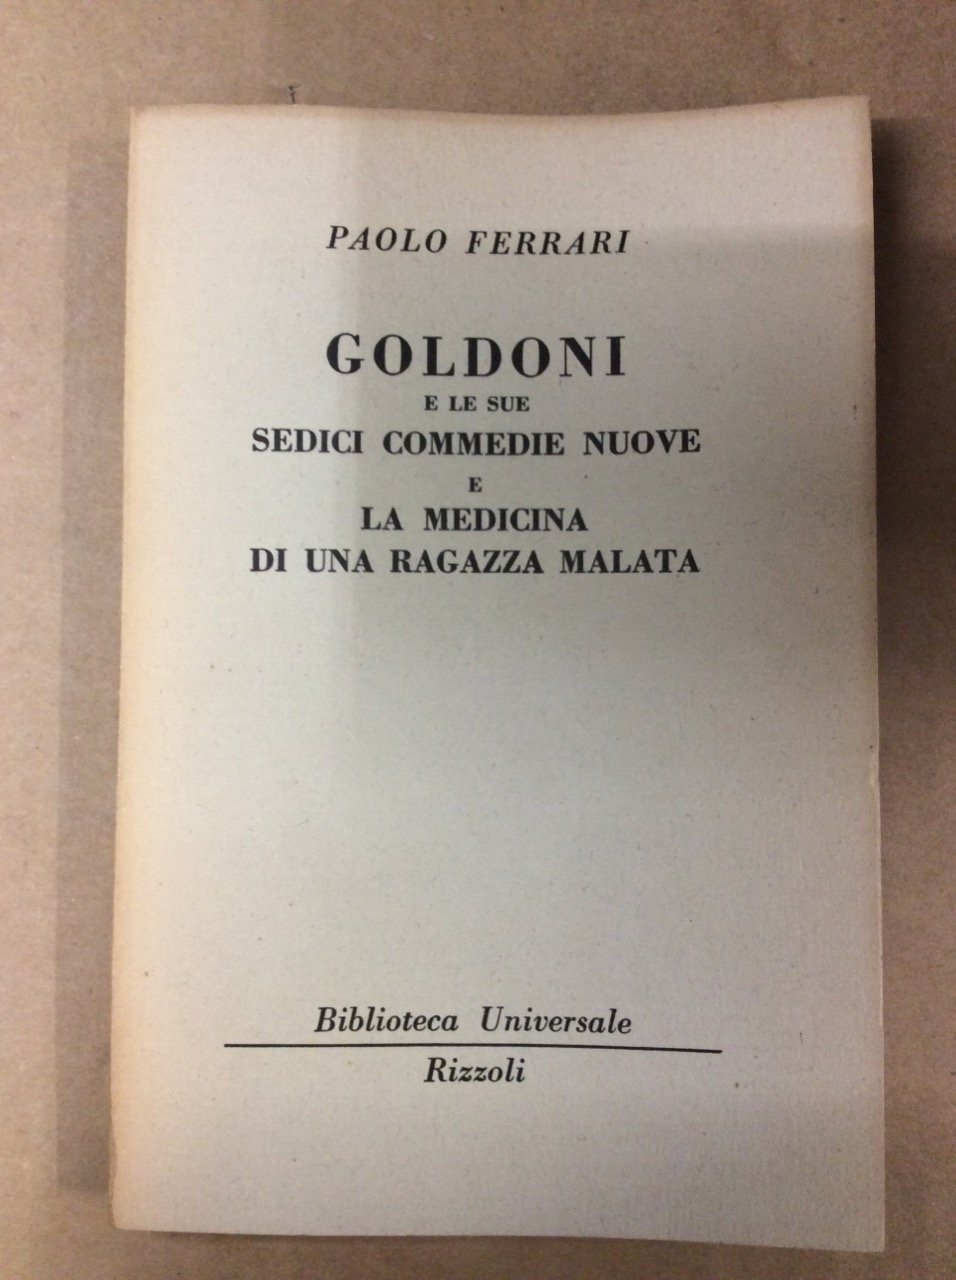 PAOLO FERRARI
GOLDONI
E LE SUE
SEDICI COMMEDIE NUOVE
E
LA MEDICINA
DI UNA RAGAZZA MALATA
Biblioteca Universale
Rizzoli